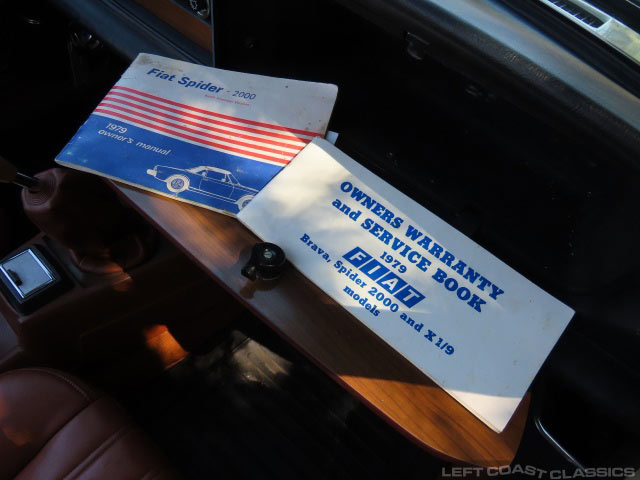 Fiat Spider - 2000
1979
owner's manual
OWNERS WARRANTY
and SERVICE BOOK
1979
FIAT
Brava, Spider 2000 and X1/9
models
LEFT COAST CLASSICS